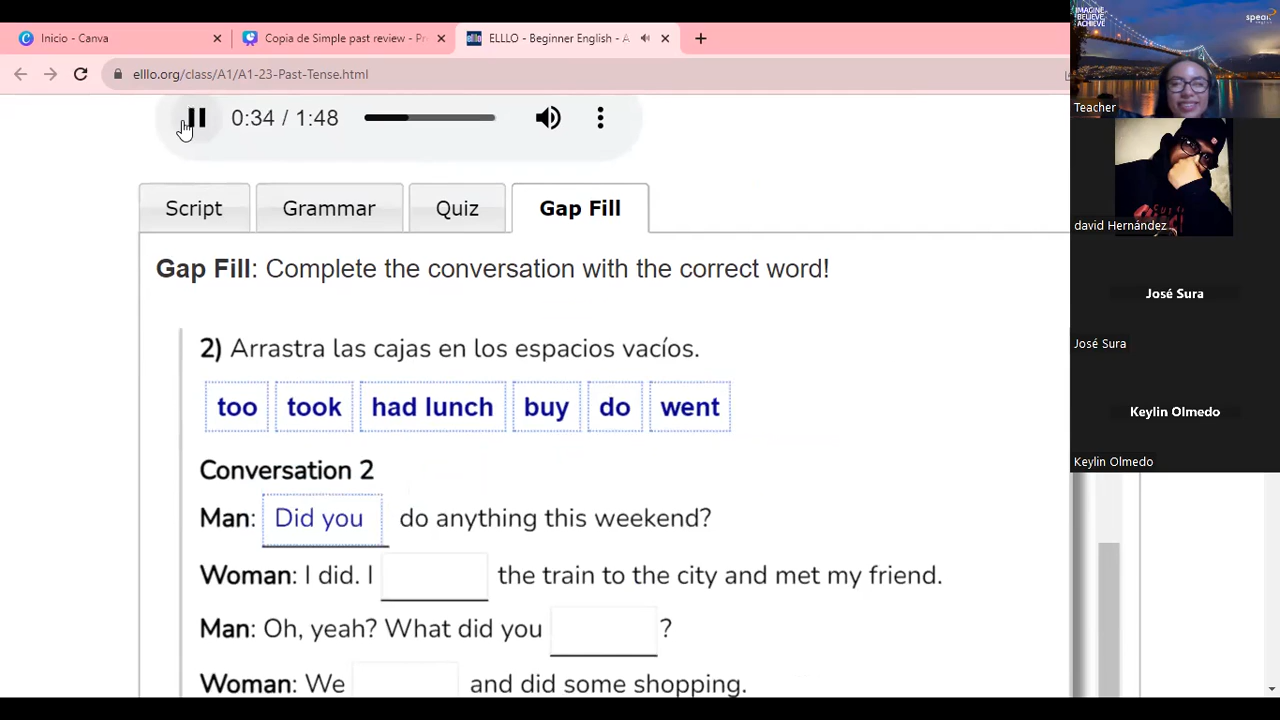 Inicio - Canva
Copia de Simple past review - Pr
ELLLO - Beginner English - A
elllo.org/class/A1/A1-23-Past-Tense.html
0:34 / 1:48
Script
Grammar
Quiz
Gap Fill
Gap Fill: Complete the conversation with the correct word!
2) Arrastra las cajas en los espacios vacíos.
too took had lunch buy do went
Conversation 2
Man: Did you do anything this weekend?
Woman: I did. I the train to the city and met my friend.
Man: Oh, yeah? What did you ?
Woman: We and did some shopping.
IMAGINE
BELIEVE
ACHIEVE
Teacher
david Hernández
José Sura
José Sura
Keylin Olmedo
Keylin Olmedo